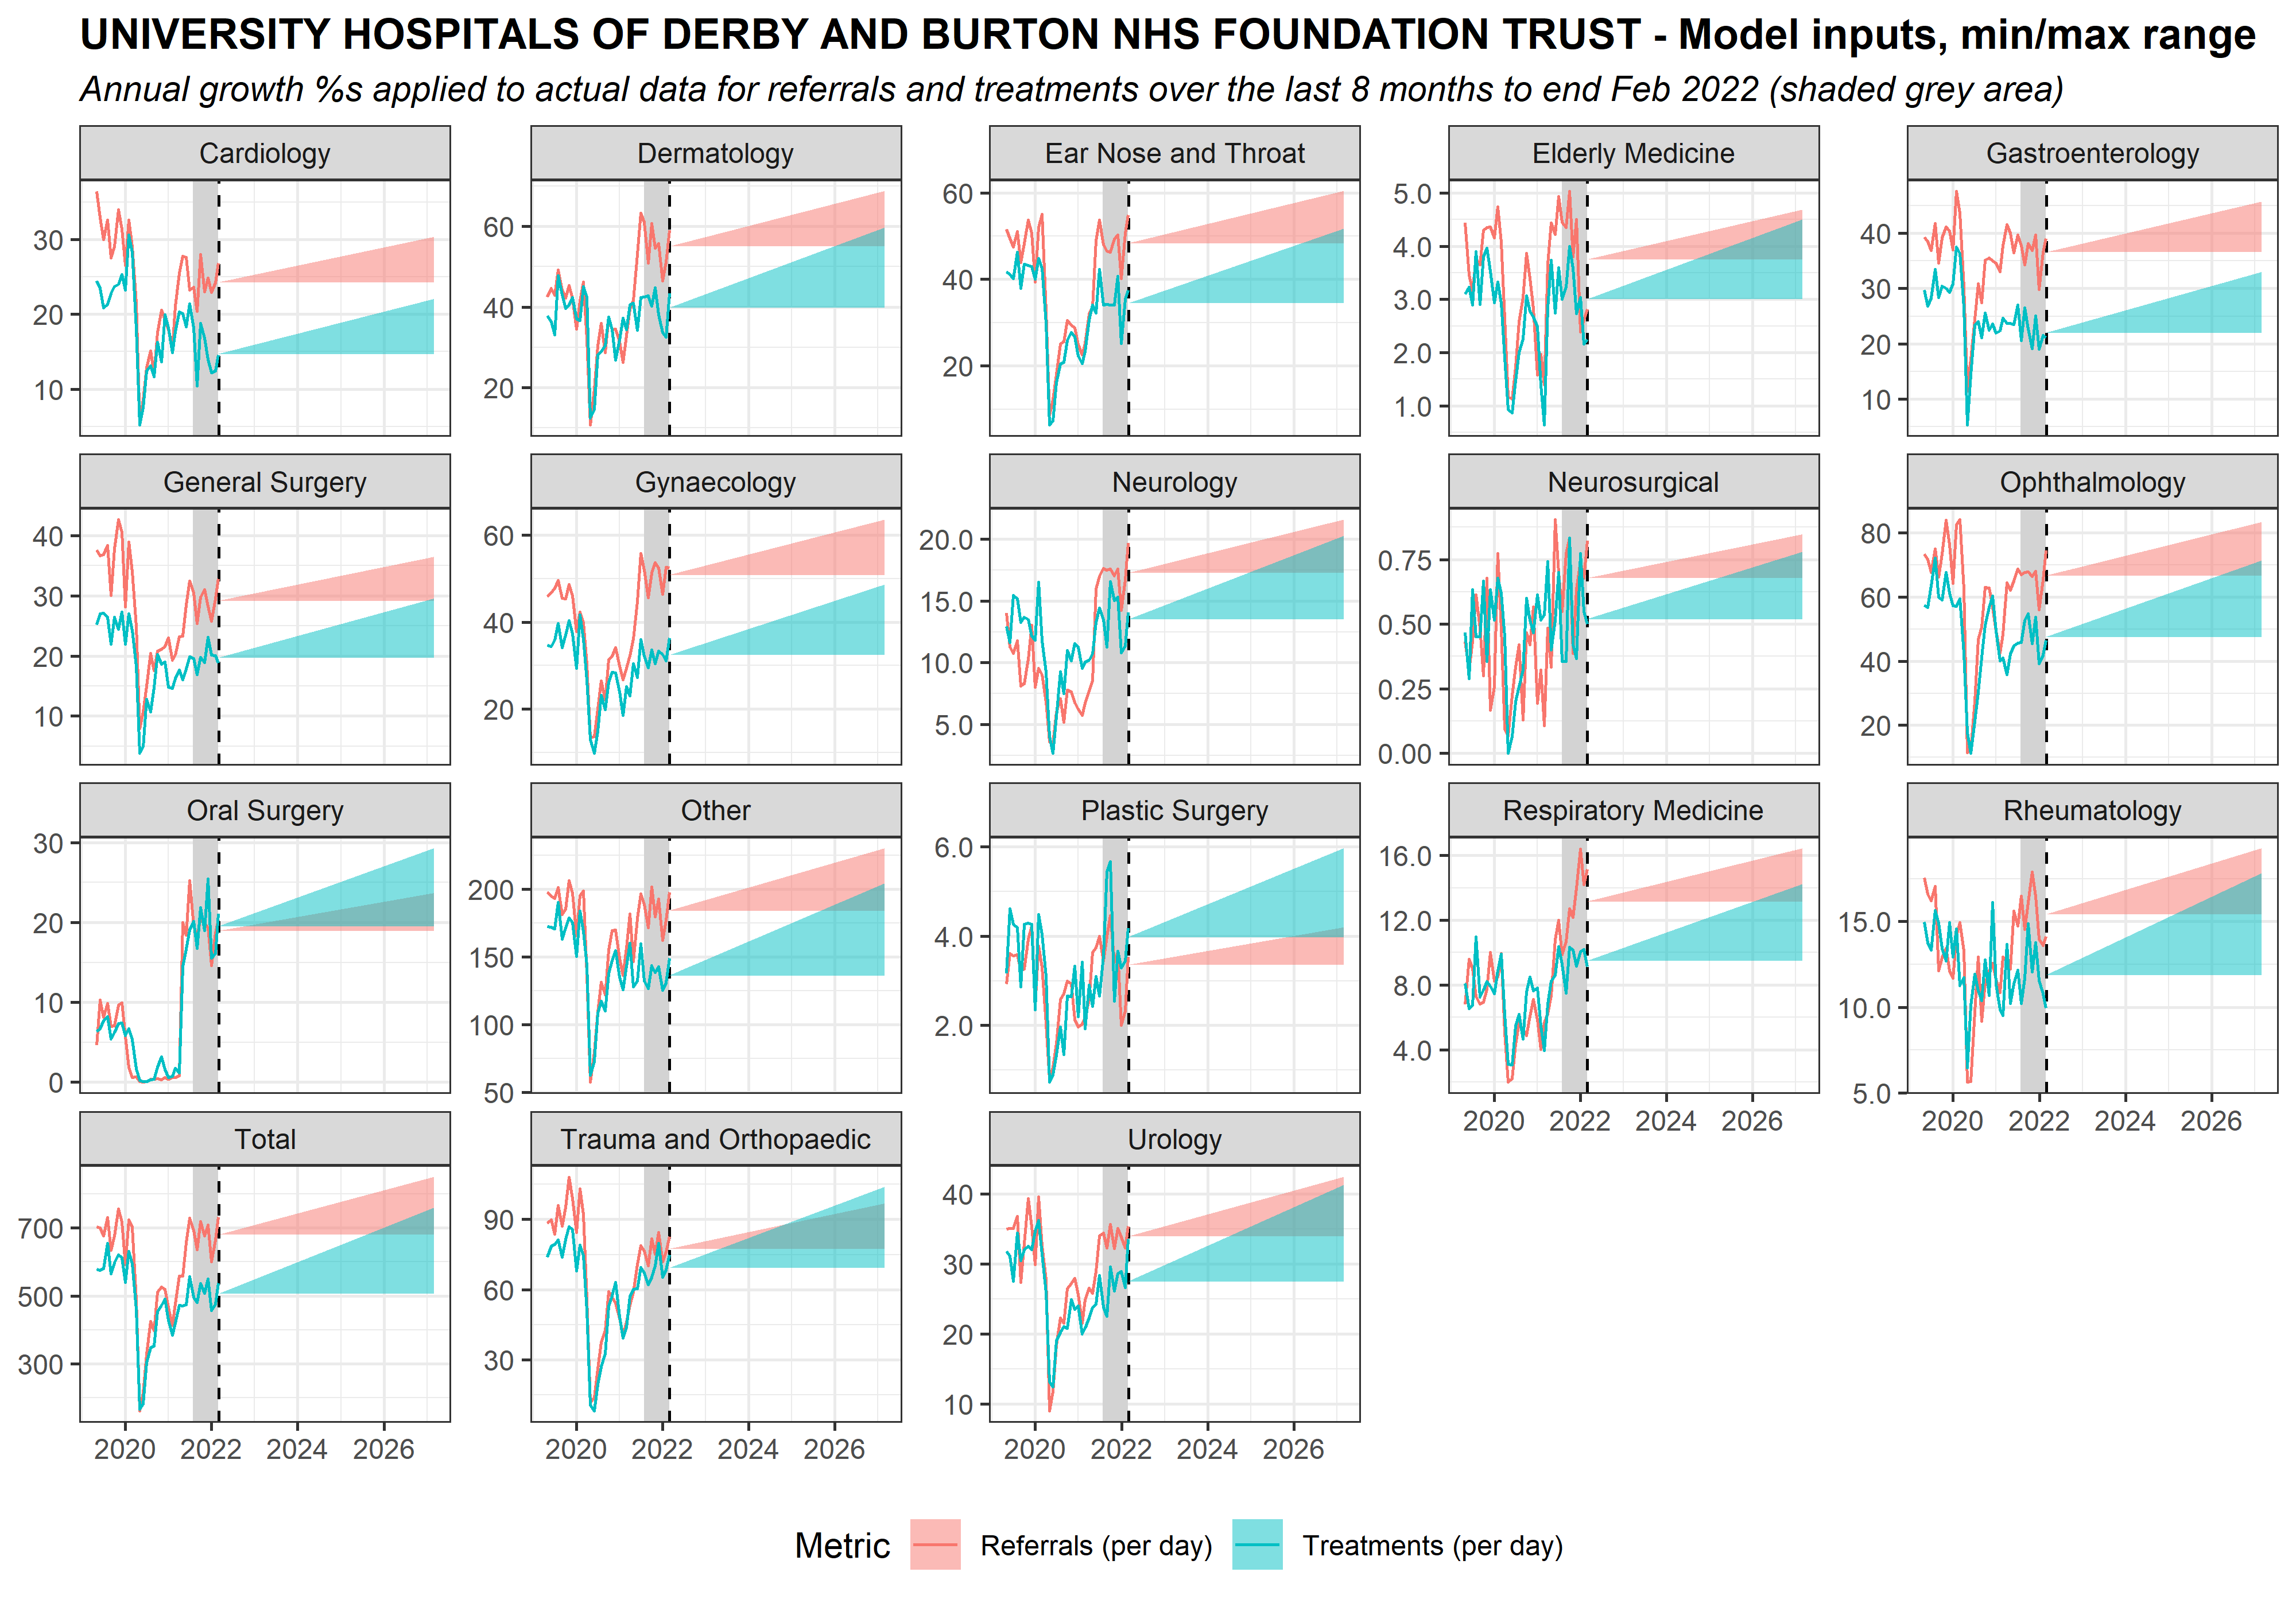 UNIVERSITY HOSPITALS OF DERBY AND BURTON NHS FOUNDATION TRUST - Model inputs, min/max range
Annual growth %s applied to actual data for referrals and treatments over the last 8 months to end Feb 2022 (shaded grey area)
Cardiology
30
20
10
Dermatology
60
40
20
Ear Nose and Throat
60
40
20
Elderly Medicine
5.0
4.0
3.0
2.0
1.0
Gastroenterology
40
30
20
10
General Surgery
40
30
20
10
Gynaecology
60
40
20
Neurology
20.0
15.0
10.0
5.0
Neurosurgical
0.75
0.50
0.25
0.00
Ophthalmology
80
60
40
20
Oral Surgery
30
20
10
0
Other
200
150
100
50
Plastic Surgery
6.0
4.0
2.0
Respiratory Medicine
16.0
12.0
8.0
4.0
2020 2022 2024 2026
Rheumatology
15.0
10.0
5.0
2020 2022 2024 2026
Total
700
500
300
2020 2022 2024 2026
Trauma and Orthopaedic
90
60
30
2020 2022 2024 2026
Urology
40
30
20
10
2020 2022 2024 2026
Metric Referrals (per day) Treatments (per day)